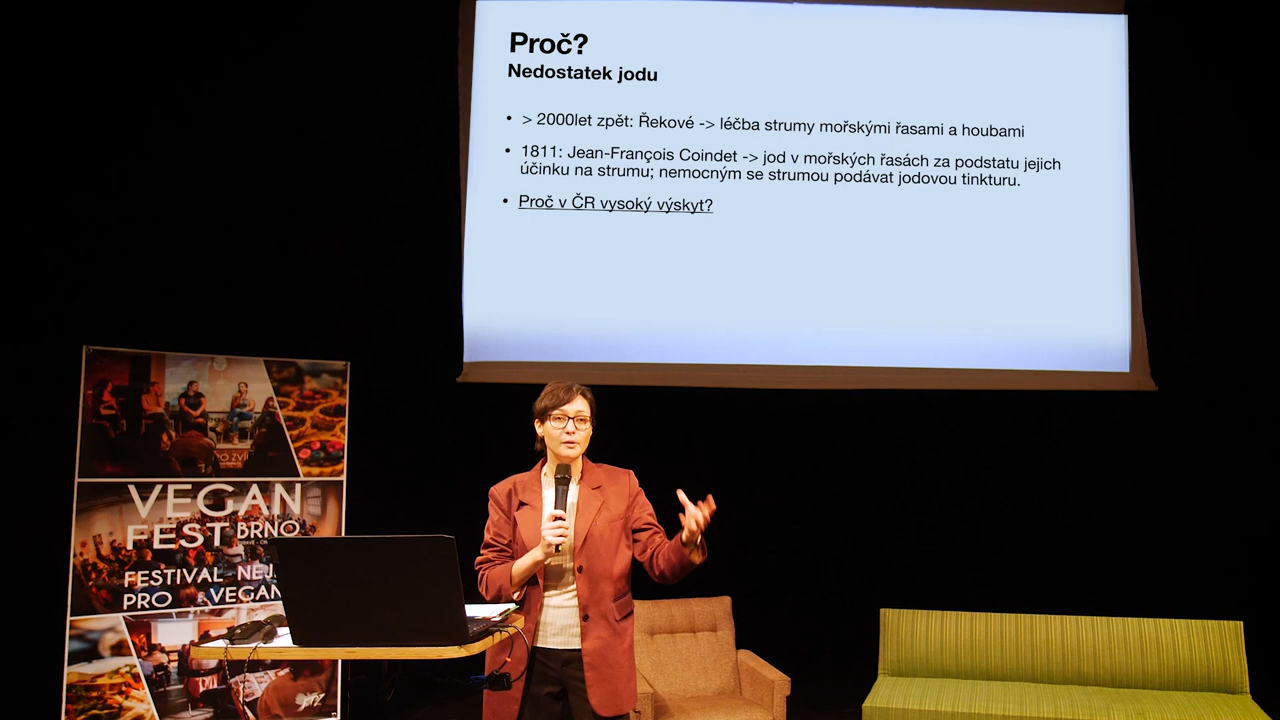 Proč?
Nedostatek jodu
• > 2000let zpět: Řekové -> léčba strumy mořskými řasami a houbami
• 1811: Jean-François Coindet -> jod v mořských řasách za podstatu jejich
účinku na strumu; nemocným se strumou podávat jodovou tinkturu.
• Proč v ČR vysoký výskyt?
VEGAN
FEST BRNO
FESTIVAL NEJ
PRO VEGAN